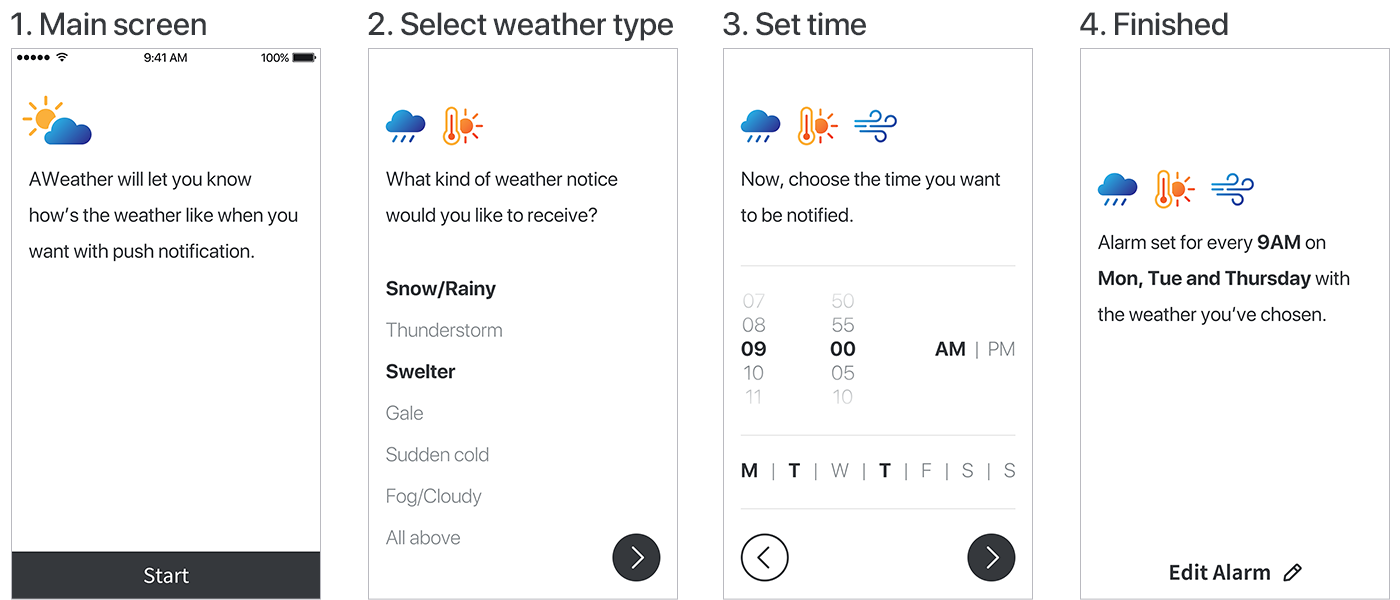 1. Main screen
9:41 AM
100%
AWeather will let you know
how's the weather like when you
want with push notification.
Start
2. Select weather type
What kind of weather notice
would you like to receive?
Snow/Rainy
Thunderstorm
Swelter
Gale
Sudden cold
Fog/Cloudy
All above
3. Set time
Now, choose the time you want
to be notified.
07 50
08 55
09 00 AM | PM
10 05
11 10
M | T | W | T | F | S | S
4. Finished
Alarm set for every 9AM on
Mon, Tue and Thursday with
the weather you've chosen.
Edit Alarm